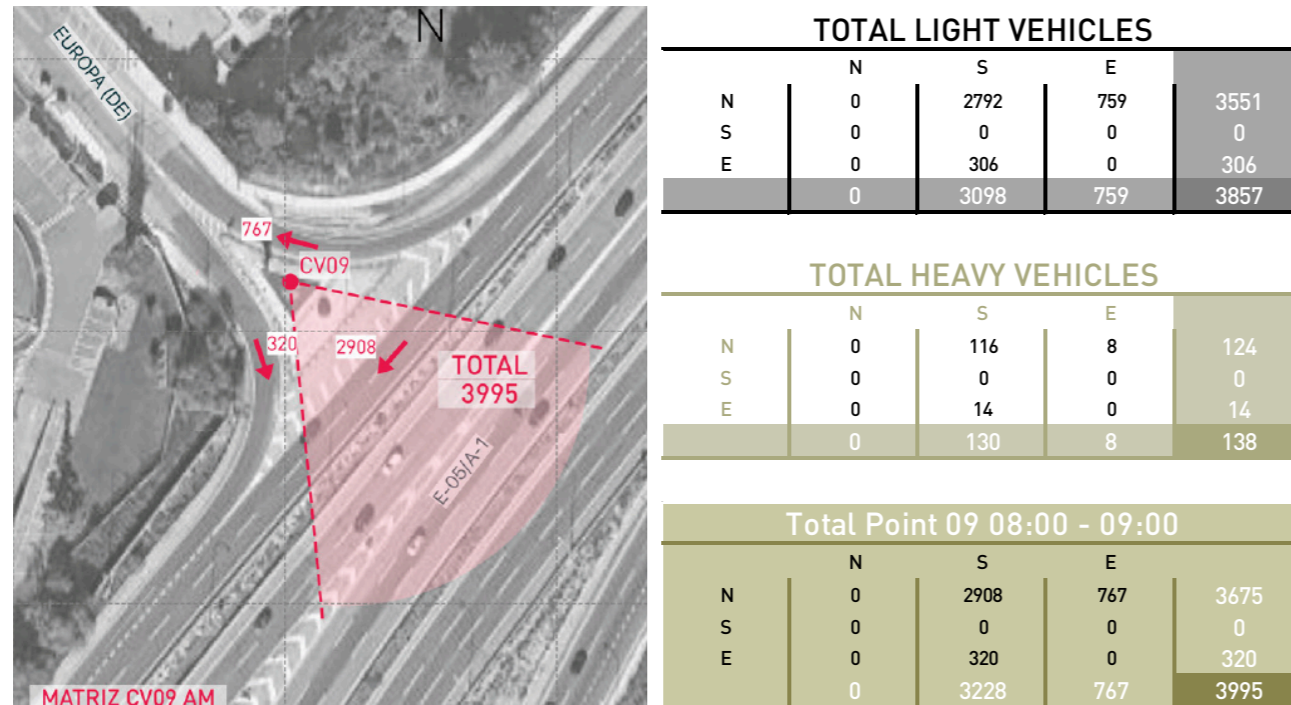 N
EUROPA (DE)
767
CV09
320
2908
TOTAL
3995
E-05/A-1
MATRIZ CV09 AM
TOTAL LIGHT VEHICLES
N S E
N 0 2792 759 3551
S 0 0 0 0
E 0 306 0 306
0 3098 759 3857
TOTAL HEAVY VEHICLES
N S E
N 0 116 8 124
S 0 0 0 0
E 0 14 0 14
0 130 8 138
Total Point 09 08:00 - 09:00
N S E
N 0 2908 767 3675
S 0 0 0 0
E 0 320 0 320
0 3228 767 3995